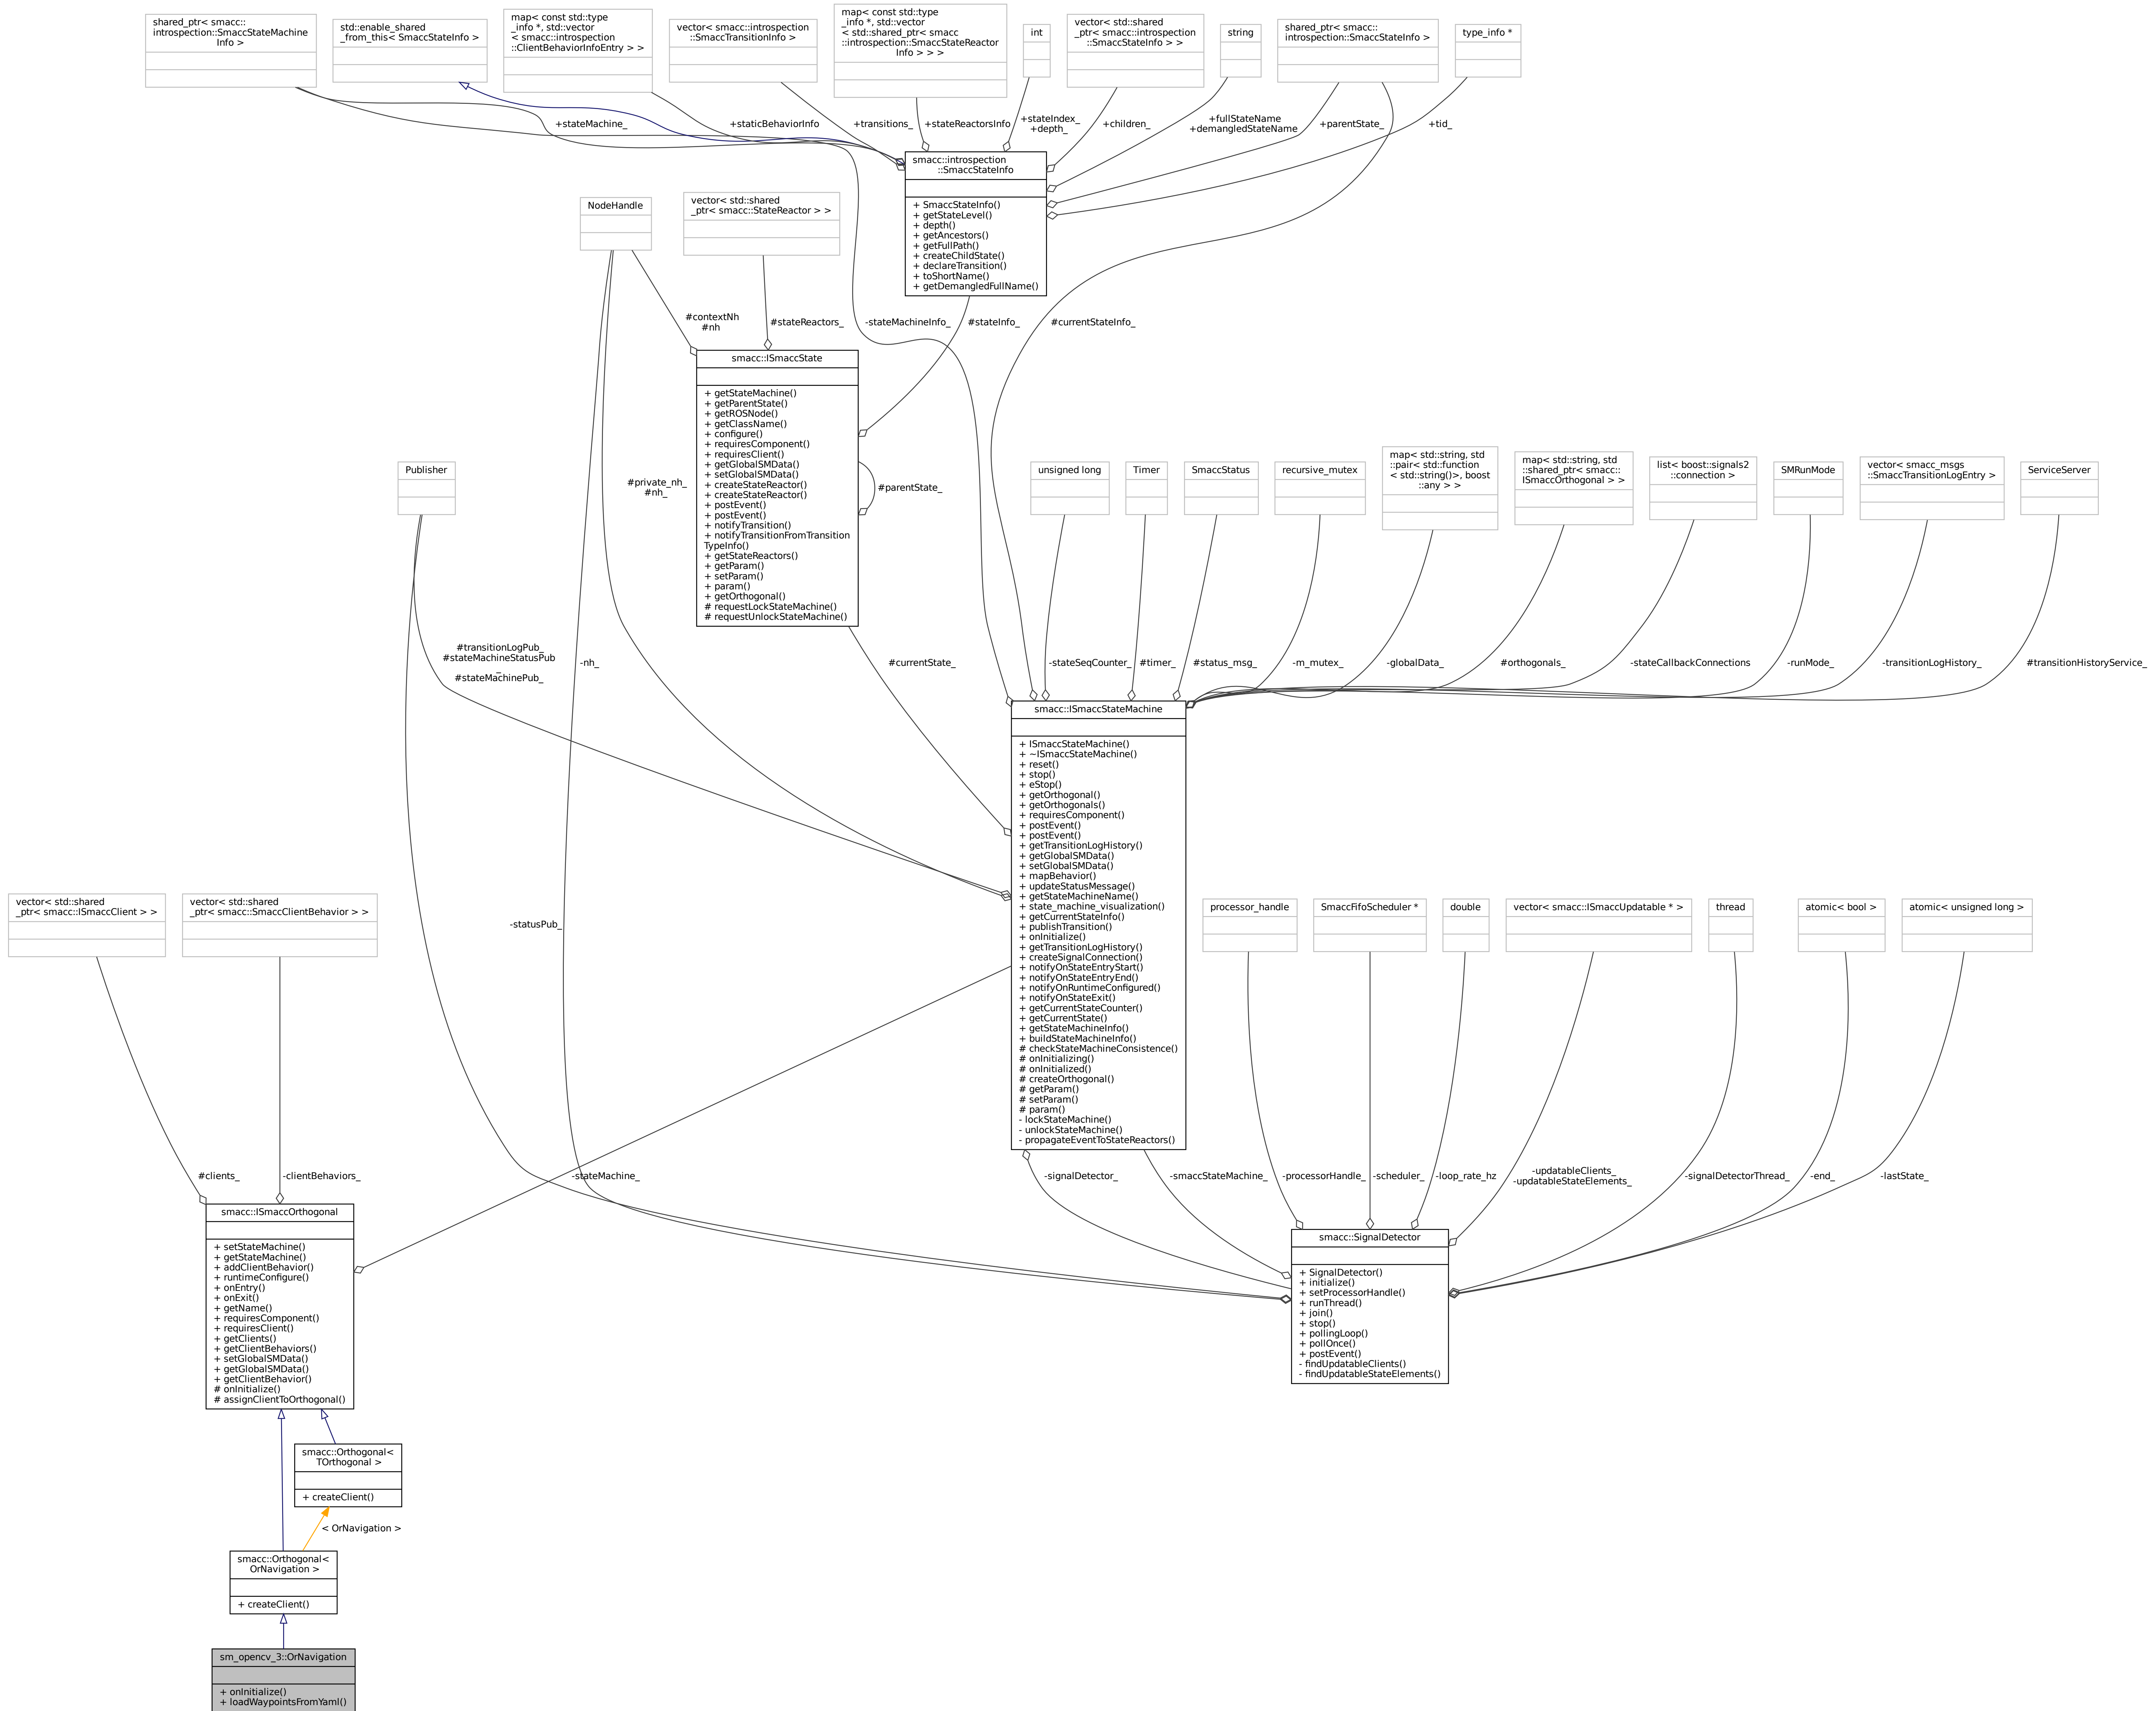 shared_ptr< smacc::
introspection::SmaccStateMachine
Info >
std::enable_shared
_from_this< SmaccStateInfo >
map< const std::type
_info *, std::vector
< smacc::introspection
::ClientBehaviorInfoEntry > >
vector< smacc::introspection
::SmaccTransitionInfo >
map< const std::type
_info *, std::vector
< std::shared_ptr< smacc
::introspection::SmaccStateReactor
Info > > >
int
vector< std::shared
_ptr< smacc::introspection
::SmaccStateInfo > >
string
shared_ptr< smacc::
introspection::SmaccStateInfo >
type_info *
+stateMachine_
+staticBehaviorInfo
+transitions_
+stateReactorsInfo
+stateIndex_
+depth_
+children_
+fullStateName
+demangledStateName
+parentState_
+tid_
smacc::introspection
::SmaccStateInfo
+ SmaccStateInfo()
+ getStateLevel()
+ depth()
+ getAncestors()
+ getFullPath()
+ createChildState()
+ declareTransition()
+ toShortName()
+ getDemangledFullName()
NodeHandle
vector< std::shared
_ptr< smacc::StateReactor > >
#contextNh
#nh
#stateReactors_
-stateMachineInfo_
#stateInfo_
#currentStateInfo_
smacc::ISmaccState
+ getStateMachine()
+ getParentState()
+ getROSNode()
+ getClassName()
+ configure()
+ requiresComponent()
+ requiresClient()
+ getGlobalSMData()
+ setGlobalSMData()
+ createStateReactor()
+ createStateReactor()
+ postEvent()
+ postEvent()
+ notifyTransition()
+ notifyTransitionFromTransition
TypeInfo()
+ getStateReactors()
+ getParam()
+ setParam()
+ param()
+ getOrthogonal()
# requestLockStateMachine()
# requestUnlockStateMachine()
#parentState_
Publisher
#private_nh_
#nh_
unsigned long
Timer
SmaccStatus
recursive_mutex
map< std::string, std
::pair< std::function
< std::string()>, boost
::any > >
map< std::string, std
::shared_ptr< smacc::
ISmaccOrthogonal > >
list< boost::signals2
::connection >
SMRunMode
vector< smacc_msgs
::SmaccTransitionLogEntry >
ServiceServer
#transitionLogPub_
#stateMachineStatusPub
_
#stateMachinePub_
-nh_
#currentState_
-stateSeqCounter_
#timer_
#status_msg_
-m_mutex_
-globalData_
#orthogonals_
-stateCallbackConnections
-runMode_
-transitionLogHistory_
#transitionHistoryService_
smacc::ISmaccStateMachine
+ ISmaccStateMachine()
+ ~ISmaccStateMachine()
+ reset()
+ stop()
+ eStop()
+ getOrthogonal()
+ getOrthogonals()
+ requiresComponent()
+ postEvent()
+ postEvent()
+ getTransitionLogHistory()
+ getGlobalSMData()
+ setGlobalSMData()
+ mapBehavior()
+ updateStatusMessage()
+ getStateMachineName()
+ state_machine_visualization()
+ getCurrentStateInfo()
+ publishTransition()
+ onInitialize()
+ getTransitionLogHistory()
+ createSignalConnection()
+ notifyOnStateEntryStart()
+ notifyOnStateEntryEnd()
+ notifyOnRuntimeConfigured()
+ notifyOnStateExit()
+ getCurrentStateCounter()
+ getCurrentState()
+ getStateMachineInfo()
+ buildStateMachineInfo()
# checkStateMachineConsistence()
# onInitializing()
# onInitialized()
# createOrthogonal()
# getParam()
# setParam()
# param()
- lockStateMachine()
- unlockStateMachine()
- propagateEventToStateReactors()
vector< std::shared
_ptr< smacc::ISmaccClient > >
vector< std::shared
_ptr< smacc::SmaccClientBehavior > >
-statusPub_
processor_handle
SmaccFifoScheduler *
double
vector< smacc::ISmaccUpdatable * >
thread
atomic< bool >
atomic< unsigned long >
#clients_
-clientBehaviors_
-stateMachine_
-signalDetector_
-smaccStateMachine_
-processorHandle_
-scheduler_
-loop_rate_hz
-updatableClients_
-updatableStateElements_
-signalDetectorThread_
-end_
-lastState_
smacc::ISmaccOrthogonal
+ setStateMachine()
+ getStateMachine()
+ addClientBehavior()
+ runtimeConfigure()
+ onEntry()
+ onExit()
+ getName()
+ requiresComponent()
+ requiresClient()
+ getClients()
+ getClientBehaviors()
+ setGlobalSMData()
+ getGlobalSMData()
+ getClientBehavior()
# onInitialize()
# assignClientToOrthogonal()
smacc::SignalDetector
+ SignalDetector()
+ initialize()
+ setProcessorHandle()
+ runThread()
+ join()
+ stop()
+ pollingLoop()
+ pollOnce()
+ postEvent()
- findUpdatableClients()
- findUpdatableStateElements()
smacc::Orthogonal<
TOrthogonal >
+ createClient()
< OrNavigation >
smacc::Orthogonal<
OrNavigation >
+ createClient()
sm_opencv_3::OrNavigation
+ onInitialize()
+ loadWaypointsFromYaml()